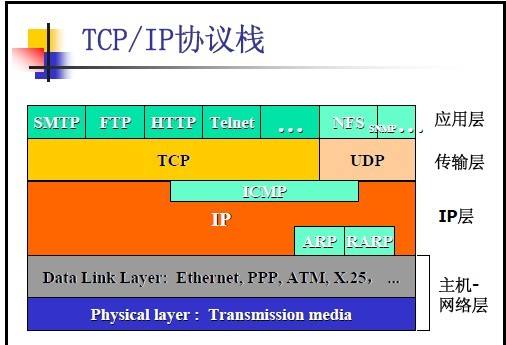 TCP/IP协议栈
SMTP FTP HTTP Telnet ... NFS SNMP ... 应用层
TCP UDP 传输层
ICMP
IP IP层
ARP RARP
Data Link Layer: Ethernet, PPP, ATM, X.25， ... 主机-
网络层
Physical layer : Transmission media